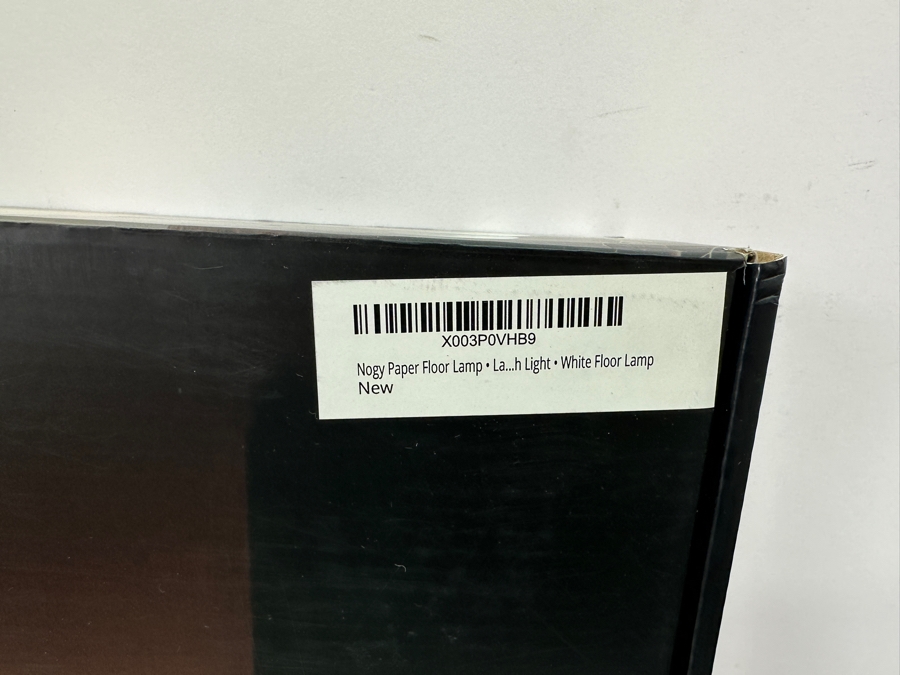 X003P0VHB9
Nogy Paper Floor Lamp • La...h Light • White Floor Lamp
New